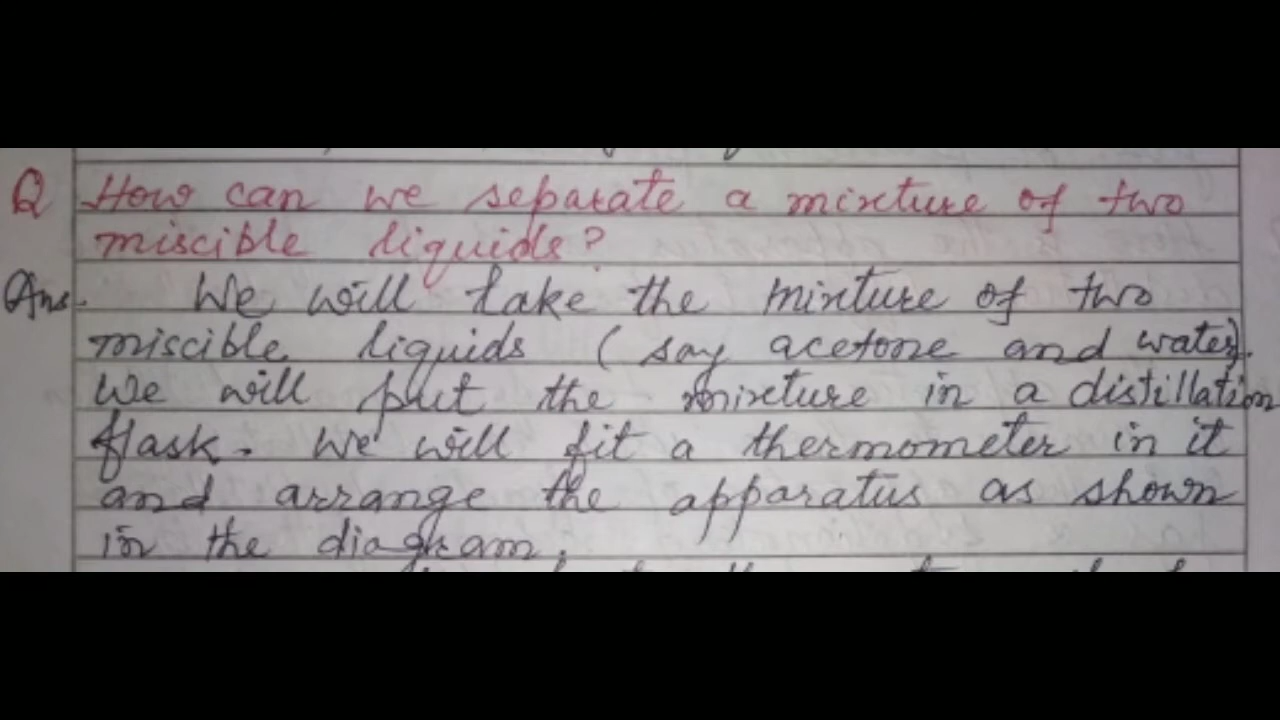 Q How can we separate a mixture of two
miscible liquids?
Ans. We will take the mixture of two
miscible liquids (say acetone and water).
We will put the mixture in a distillation
flask. We will fit a thermometer in it
and arrange the apparatus as shown
in the diagram.